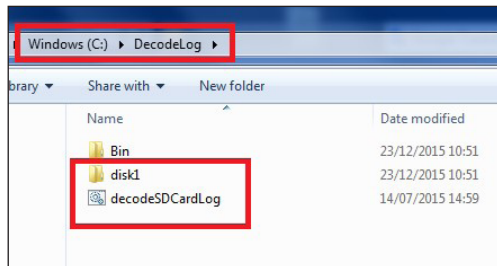 Windows (C:) ▸ DecodeLog ▸
brary ▾ Share with ▾ New folder
Name Date modified
Bin 23/12/2015 10:51
disk1 23/12/2015 10:51
decodeSDCardLog 14/07/2015 14:59